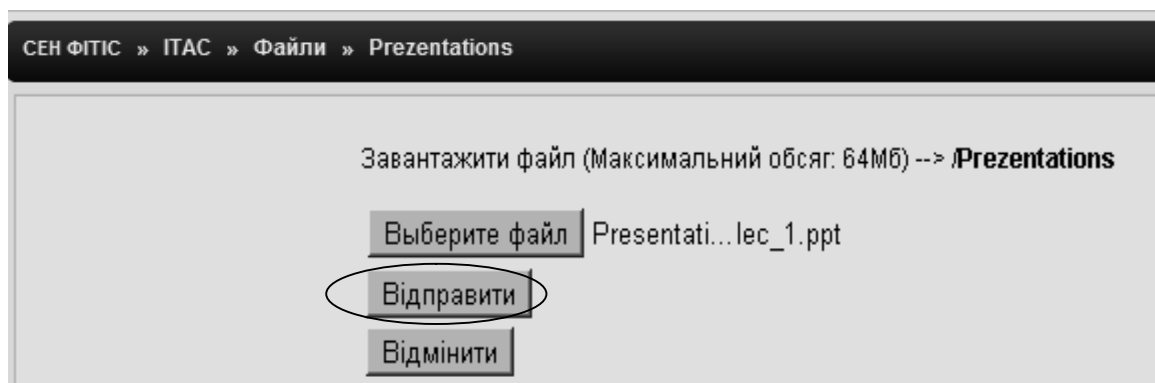 СЕН ФІТІС » ІТАС » Файли » Prezentations
Завантажити файл (Максимальний обсяг: 64Мб) --> /Prezentations
Выберите файл Presentati...lec_1.ppt
Відправити
Відмінити